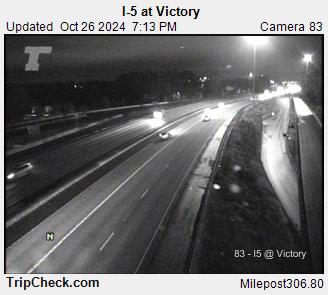 I-5 at Victory
Updated Oct 26 2024 7:13 PM Camera 83
T
N
83 - I5 @ Victory
TripCheck.com Milepost306.80